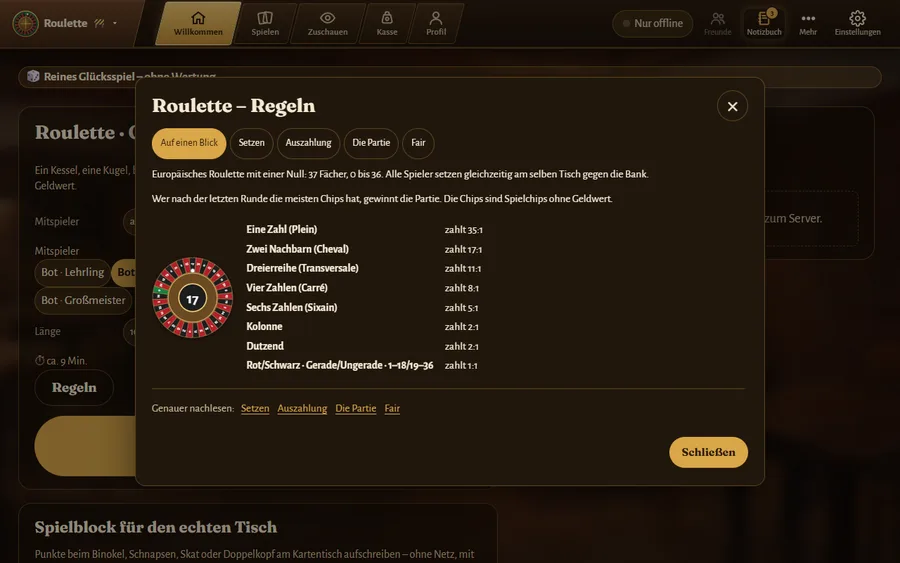 Roulette
Willkommen
Spielen
Zuschauen
Kasse
Profil
Nur offline
Freunde
Notizbuch
Mehr
Einstellungen
Reines Glücksspiel – ohne Wertung
Roulette ·
Ein Kessel, eine Kugel,
Geldwert.
Mitspieler
Mitspieler
Bot · Lehrling
Bot
Bot · Großmeister
Länge
ca. 9 Min.
Regeln
zum Server.
Roulette – Regeln
Auf einen Blick
Setzen
Auszahlung
Die Partie
Fair
Europäisches Roulette mit einer Null: 37 Fächer, 0 bis 36. Alle Spieler setzen gleichzeitig am selben Tisch gegen die Bank.
Wer nach der letzten Runde die meisten Chips hat, gewinnt die Partie. Die Chips sind Spielchips ohne Geldwert.
17
Eine Zahl (Plein) zahlt 35:1
Zwei Nachbarn (Cheval) zahlt 17:1
Dreierreihe (Transversale) zahlt 11:1
Vier Zahlen (Carré) zahlt 8:1
Sechs Zahlen (Sixain) zahlt 5:1
Kolonne zahlt 2:1
Dutzend zahlt 2:1
Rot/Schwarz · Gerade/Ungerade · 1–18/19–36 zahlt 1:1
Genauer nachlesen: Setzen Auszahlung Die Partie Fair
Schließen
Spielblock für den echten Tisch
Punkte beim Binokel, Schnapsen, Skat oder Doppelkopf am Kartentisch aufschreiben – ohne Netz, mit